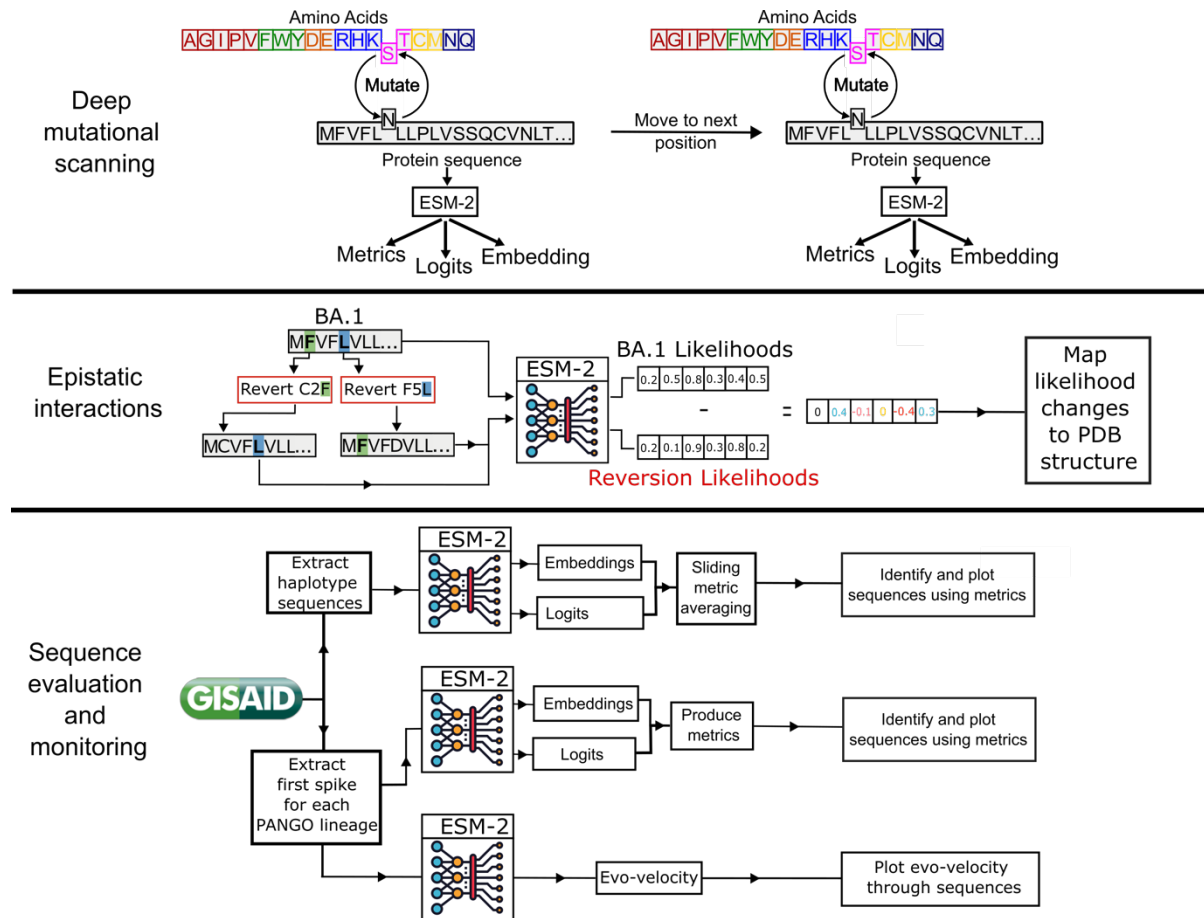 Deep
mutational
scanning
Amino Acids
AGIPVFWYDERHKSTCMNQ
Mutate
N
MFVFL LLPLVSSQCVNLT...
Protein sequence
ESM-2
Metrics
Logits
Embedding
Move to next
position
Amino Acids
AGIPVFWYDERHKSTCMNQ
Mutate
N
MFVFL LLPLVSSQCVNLT...
Protein sequence
ESM-2
Metrics
Logits
Embedding
Epistatic
interactions
BA.1
MFVFLVLL...
Revert C2F
Revert F5L
MCVFLVLL...
MFVFDVLL...
ESM-2
BA.1 Likelihoods
0.2 0.5 0.8 0.3 0.4 0.5
-
0.2 0.1 0.9 0.3 0.8 0.2
Reversion Likelihoods
=
0 0.4 -0.1 0 -0.4 0.3
Map
likelihood
changes
to PDB
structure
Sequence
evaluation
and
monitoring
GISAID
Extract
haplotype
sequences
ESM-2
Embeddings
Logits
Sliding
metric
averaging
Identify and plot
sequences using metrics
Extract
first spike
for each
PANGO lineage
ESM-2
Embeddings
Logits
Produce
metrics
Identify and plot
sequences using metrics
ESM-2
Evo-velocity
Plot evo-velocity
through sequences